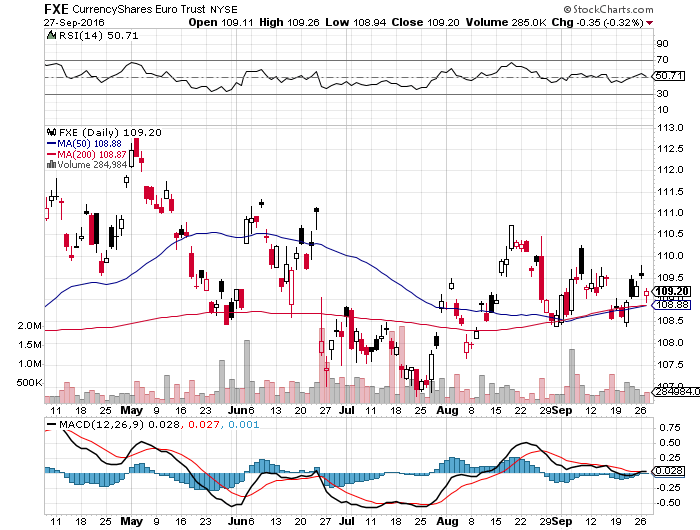 FXE CurrencyShares Euro Trust NYSE © StockCharts.com
27-Sep-2016 Open 109.11 High 109.26 Low 108.94 Close 109.20 Volume 285.0K Chg -0.35 (-0.32%)
RSI(14) 50.71
90
70
50.71
30
10
FXE (Daily) 109.20
MA(50) 108.88
MA(200) 108.87
Volume 284,984
113.0
112.5
112.0
111.5
111.0
110.5
110.0
109.5
109.20
109.0
108.88
108.5
108.0
107.5
107.0
2.0M
1.5M
1.0M
500K
284984.0
11 18 25 May 9 16 23 Jun 6 13 20 27 Jul 11 18 25 Aug 8 15 22 29 Sep 12 19 26
MACD(12,26,9) 0.028, 0.027, 0.001
0.75
0.50
0.25
0.028
-0.25
-0.50
11 18 25 May 9 16 23 Jun 6 13 20 27 Jul 11 18 25 Aug 8 15 22 29 Sep 12 19 26